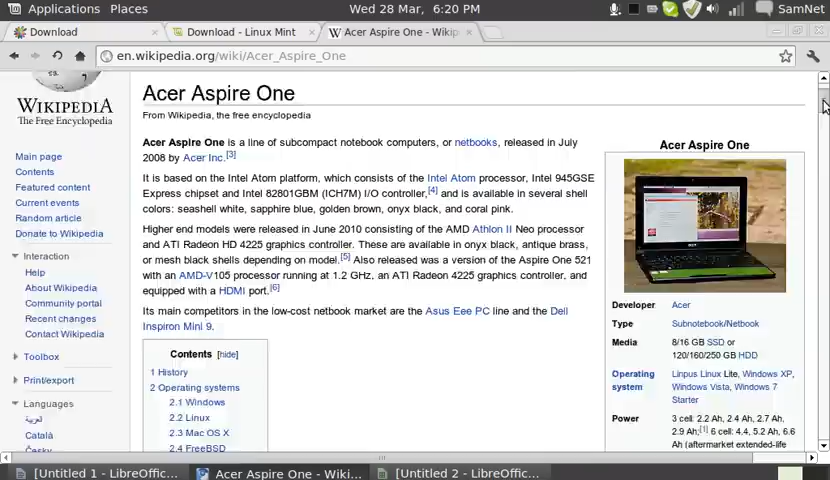 Applications Places Wed 28 Mar, 6:20 PM SamNet
Download Download - Linux Mint Acer Aspire One - Wikip
en.wikipedia.org/wiki/Acer_Aspire_One
WIKIPEDIA
The Free Encyclopedia
Main page
Contents
Featured content
Current events
Random article
Donate to Wikipedia
Interaction
Help
About Wikipedia
Community portal
Recent changes
Contact Wikipedia
Toolbox
Print/export
Languages
العربية
Català
Česky
Acer Aspire One
From Wikipedia, the free encyclopedia
Acer Aspire One is a line of subcompact notebook computers, or netbooks, released in July
2008 by Acer Inc.[3]
It is based on the Intel Atom platform, which consists of the Intel Atom processor, Intel 945GSE
Express chipset and Intel 82801GBM (ICH7M) I/O controller,[4] and is available in several shell
colors: seashell white, sapphire blue, golden brown, onyx black, and coral pink.
Higher end models were released in June 2010 consisting of the AMD Athlon II Neo processor
and ATI Radeon HD 4225 graphics controller. These are available in onyx black, antique brass,
or mesh black shells depending on model.[5] Also released was a version of the Aspire One 521
with an AMD-V105 processor running at 1.2 GHz, an ATI Radeon 4225 graphics controller, and
equipped with a HDMI port.[6]
Its main competitors in the low-cost netbook market are the Asus Eee PC line and the Dell
Inspiron Mini 9.
Contents [hide]
1 History
2 Operating systems
2.1 Windows
2.2 Linux
2.3 Mac OS X
2.4 FreeBSD
Acer Aspire One
Developer Acer
Type Subnotebook/Netbook
Media 8/16 GB SSD or
120/160/250 GB HDD
Operating Linpus Linux Lite, Windows XP,
system Windows Vista, Windows 7
Starter
Power 3 cell: 2.2 Ah, 2.4 Ah, 2.7 Ah,
2.9 Ah;[1] 6 cell: 4.4, 5.2 Ah, 6.6
Ah (aftermarket extended-life
[Untitled 1 - LibreOffic... Acer Aspire One - Wiki... [Untitled 2 - LibreOffic...